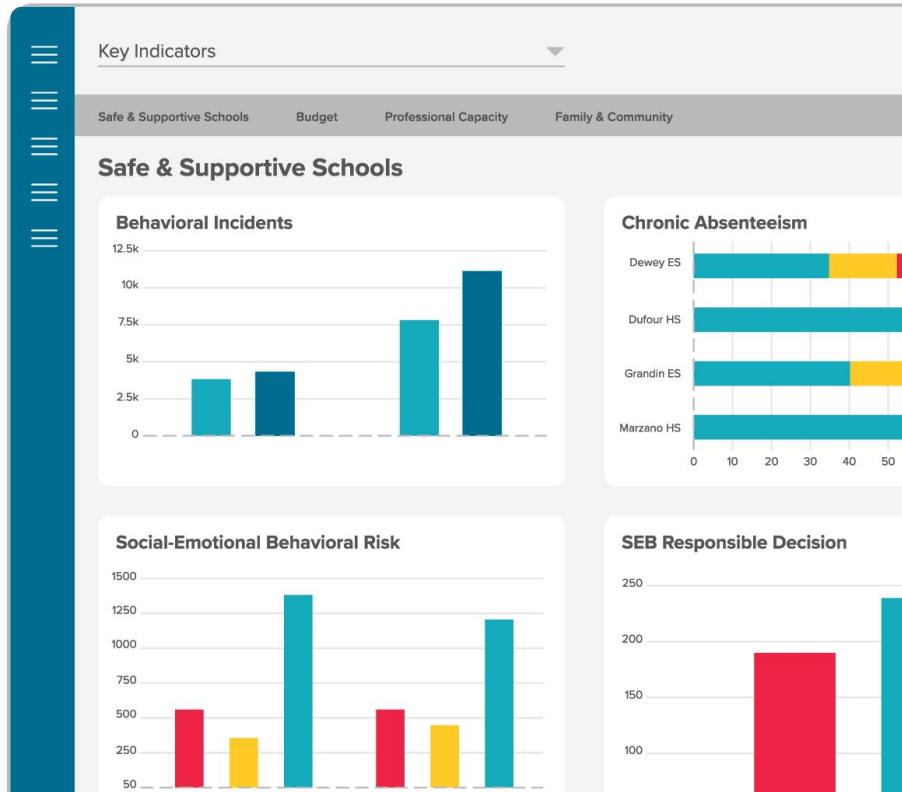 Key Indicators
Safe & Supportive Schools Budget Professional Capacity Family & Community
Safe & Supportive Schools
Behavioral Incidents
12.5k
10k
7.5k
5k
2.5k
0
Chronic Absenteeism
Dewey ES
Dufour HS
Grandin ES
Marzano HS
0 10 20 30 40 50
Social-Emotional Behavioral Risk
1500
1250
1000
750
500
250
50
SEB Responsible Decision
250
200
150
100